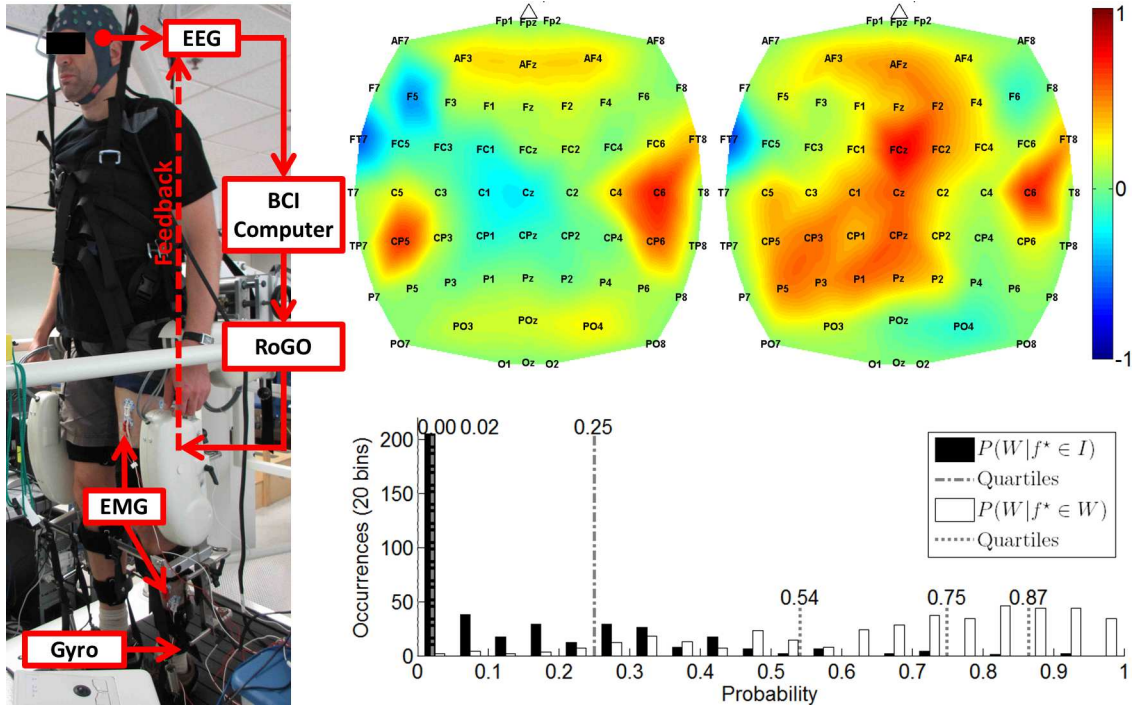 EEG
Feedback
BCI
Computer
RoGO
EMG
Gyro
Fp1 Fpz Fp2
AF7 AF8
AF3 AFz AF4
F7 F5 F3 F1 Fz F2 F4 F6 F8
FT7 FC5 FC3 FC1 FCz FC2 FC4 FC6 FT8
T7 C5 C3 C1 Cz C2 C4 C6 T8
TP7 CP5 CP3 CP1 CPz CP2 CP4 CP6 TP8
P7 P5 P3 P1 Pz P2 P4 P6 P8
PO7 PO3 POz PO4 PO8
O1 Oz O2
Fp1 Fpz Fp2
AF7 AF8
AF3 AFz AF4
F7 F5 F3 F1 Fz F2 F4 F6 F8
FT7 FC5 FC3 FC1 FCz FC2 FC4 FC6 FT8
T7 C5 C3 C1 Cz C2 C4 C6 T8
TP7 CP5 CP3 CP1 CPz CP2 CP4 CP6 TP8
P7 P5 P3 P1 Pz P2 P4 P6 P8
PO7 PO3 POz PO4 PO8
O1 Oz O2
1
0
-1
Occurrences (20 bins)
200
150
100
50
0
0.00 0.02 0.25
0.54 0.75 0.87
P(W|f⋆ ∈ I)
Quartiles
P(W|f⋆ ∈ W)
Quartiles
0 0.1 0.2 0.3 0.4 0.5 0.6 0.7 0.8 0.9 1
Probability